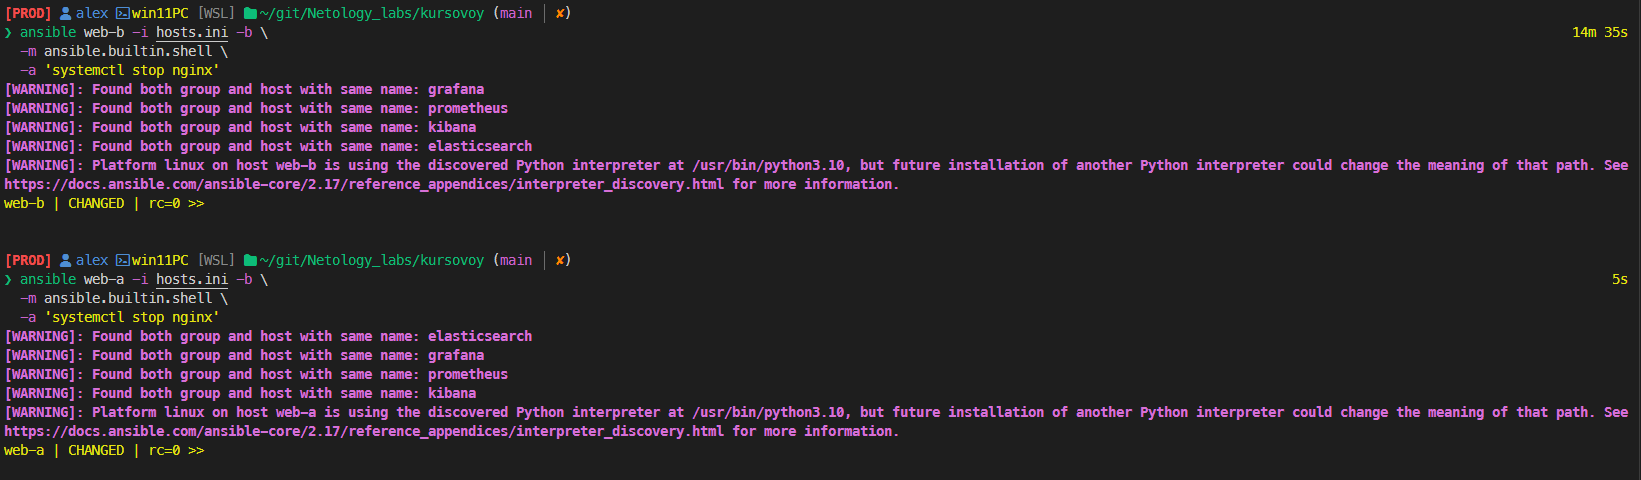 [PROD] alex win11PC [WSL] ~/git/Netology_labs/kursovoy (main | ✘)
❯ ansible web-b -i hosts.ini -b \ 14m 35s
-m ansible.builtin.shell \
-a 'systemctl stop nginx'
[WARNING]: Found both group and host with same name: grafana
[WARNING]: Found both group and host with same name: prometheus
[WARNING]: Found both group and host with same name: kibana
[WARNING]: Found both group and host with same name: elasticsearch
[WARNING]: Platform linux on host web-b is using the discovered Python interpreter at /usr/bin/python3.10, but future installation of another Python interpreter could change the meaning of that path. See
https://docs.ansible.com/ansible-core/2.17/reference_appendices/interpreter_discovery.html for more information.
web-b | CHANGED | rc=0 >>
[PROD] alex win11PC [WSL] ~/git/Netology_labs/kursovoy (main | ✘)
❯ ansible web-a -i hosts.ini -b \ 5s
-m ansible.builtin.shell \
-a 'systemctl stop nginx'
[WARNING]: Found both group and host with same name: elasticsearch
[WARNING]: Found both group and host with same name: grafana
[WARNING]: Found both group and host with same name: prometheus
[WARNING]: Found both group and host with same name: kibana
[WARNING]: Platform linux on host web-a is using the discovered Python interpreter at /usr/bin/python3.10, but future installation of another Python interpreter could change the meaning of that path. See
https://docs.ansible.com/ansible-core/2.17/reference_appendices/interpreter_discovery.html for more information.
web-a | CHANGED | rc=0 >>